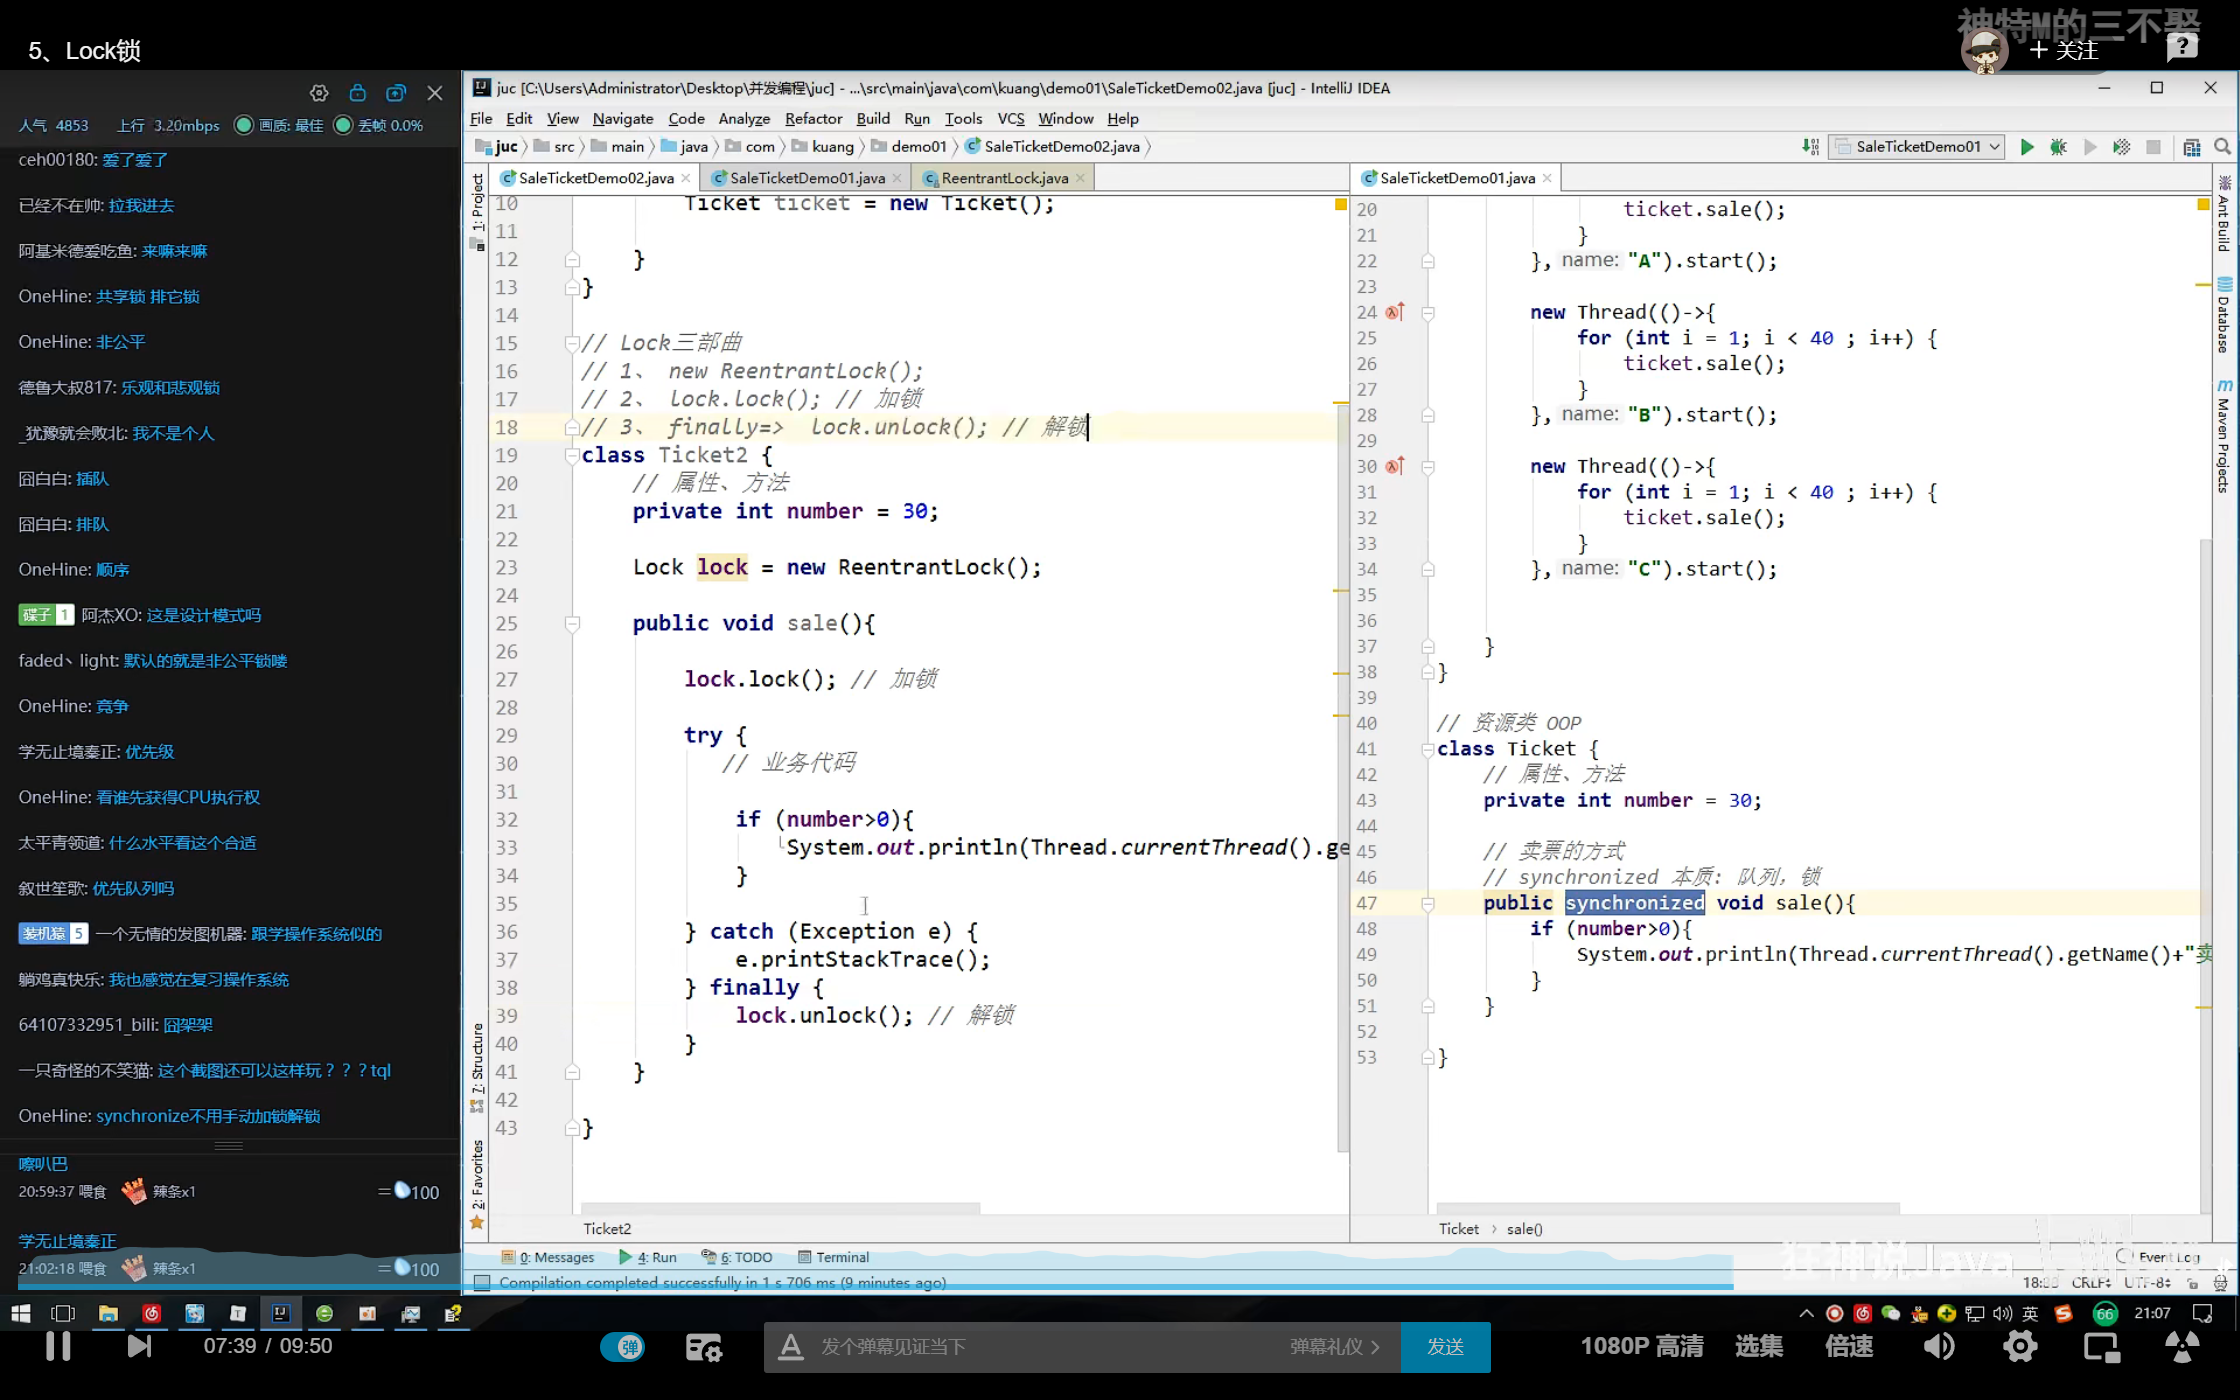 神特M的三不娶
5、Lock锁
+ 关注
人气 4853 上行 3.20mbps 画质: 最佳 丢帧 0.0%
ceh00180: 爱了爱了
已经不在帅: 拉我进去
阿基米德爱吃鱼: 来嘛来嘛
OneHine: 共享锁 排它锁
OneHine: 非公平
德鲁大叔817: 乐观和悲观锁
_犹豫就会败北: 我不是个人
囧白白: 插队
囧白白: 排队
OneHine: 顺序
碟子 1 阿杰XO: 这是设计模式吗
faded丶light: 默认的就是非公平锁喽
OneHine: 竞争
学无止境秦正: 优先级
OneHine: 看谁先获得CPU执行权
太平青领道: 什么水平看这个合适
叙世笙歌: 优先队列吗
装机猿 5 一个无情的发图机器: 跟学操作系统似的
躺鸡真快乐: 我也感觉在复习操作系统
64107332951_bili: 囧架架
一只奇怪的不笑猫: 这个截图还可以这样玩？？？tql
OneHine: synchronize不用手动加锁解锁
嚓叭巴
20:59:37 喂食 辣条x1 = 100
学无止境秦正
21:02:18 喂食 辣条x1 = 100
juc [C:\Users\Administrator\Desktop\并发编程\juc] - ...\src\main\java\com\kuang\demo01\SaleTicketDemo02.java [juc] - IntelliJ IDEA
File Edit View Navigate Code Analyze Refactor Build Run Tools VCS Window Help
juc src main java com kuang demo01 SaleTicketDemo02.java
SaleTicketDemo01
SaleTicketDemo02.java SaleTicketDemo01.java ReentrantLock.java
1: Project
7: Structure
2: Favorites
10 Ticket ticket = new Ticket();
11
12 }
13 }
14
15 // Lock三部曲
16 // 1、 new ReentrantLock();
17 // 2、 lock.lock(); // 加锁
18 // 3、 finally=> lock.unlock(); // 解锁
19 class Ticket2 {
20 // 属性、方法
21 private int number = 30;
22
23 Lock lock = new ReentrantLock();
24
25 public void sale(){
26
27 lock.lock(); // 加锁
28
29 try {
30 // 业务代码
31
32 if (number>0){
33 System.out.println(Thread.currentThread().ge
34 }
35
36 } catch (Exception e) {
37 e.printStackTrace();
38 } finally {
39 lock.unlock(); // 解锁
40 }
41 }
42
43 }
Ticket2
SaleTicketDemo01.java
20 ticket.sale();
21 }
22 }, name: "A").start();
23
24 new Thread(()->{
25 for (int i = 1; i < 40 ; i++) {
26 ticket.sale();
27 }
28 }, name: "B").start();
29
30 new Thread(()->{
31 for (int i = 1; i < 40 ; i++) {
32 ticket.sale();
33 }
34 }, name: "C").start();
35
36
37 }
38 }
39
40 // 资源类 OOP
41 class Ticket {
42 // 属性、方法
43 private int number = 30;
44
45 // 卖票的方式
46 // synchronized 本质: 队列，锁
47 public synchronized void sale(){
48 if (number>0){
49 System.out.println(Thread.currentThread().getName()+"卖
50 }
51 }
52
53 }
Ticket sale()
Ant Build
Database
Maven Projects
0: Messages 4: Run 6: TODO Terminal
Event Log
狂神说Java
Compilation completed successfully in 1 s 706 ms (9 minutes ago)
18:33 CRLF UTF-8
英 66 21:07
07:39 / 09:50
弹
发个弹幕见证当下
弹幕礼仪
发送
1080P 高清 选集 倍速